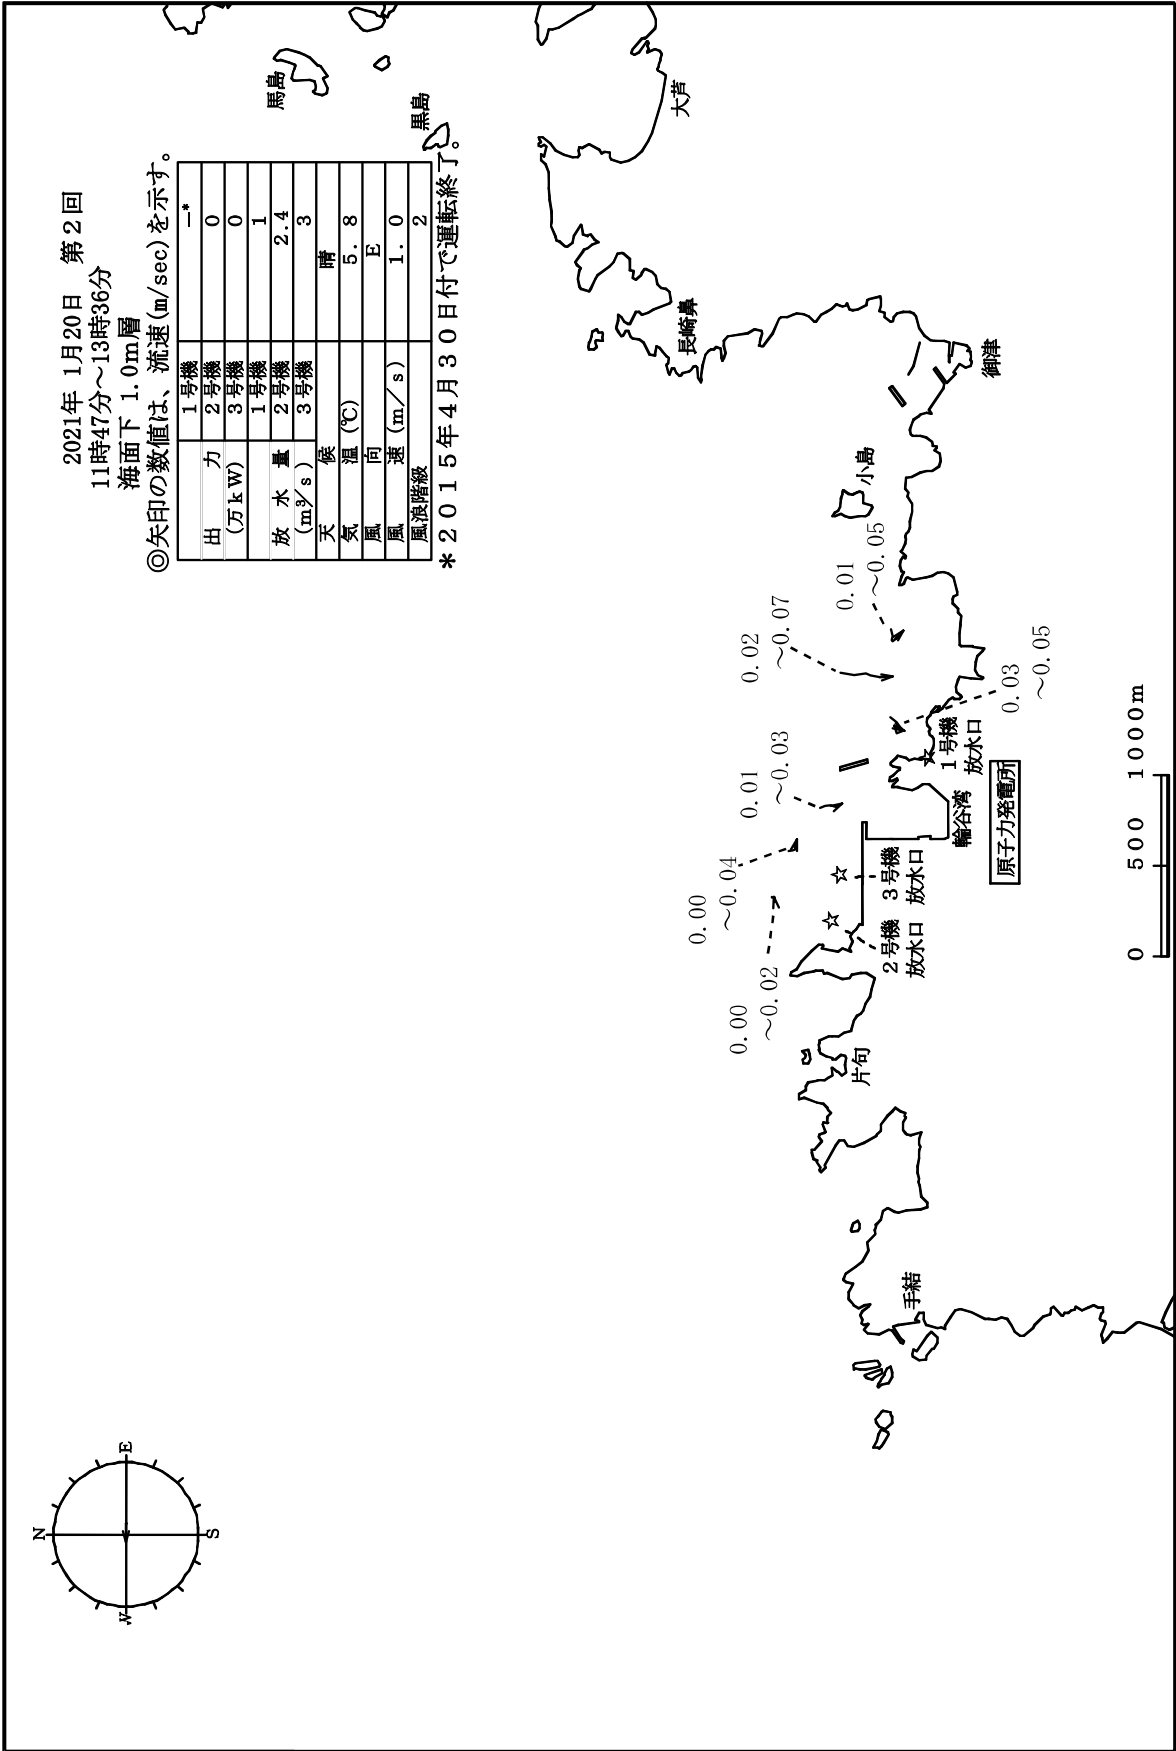 2021年 1月20日 第2回
11時47分～13時36分
海面下 1.0m層
◎矢印の数値は、流速(m/sec)を示す。
出力 (万kW) 1号機 －*
2号機 0
3号機 0
放水量 (m³/s) 1号機 1
2号機 2.4
3号機 3
天候 晴
気温 (℃) 5.8
風向 E
風速 (m/s) 1.0
風浪階級 2
*2015年4月30日付で運転終了。
N
W
E
S
馬島
黒島
大芦
長崎鼻
御津
小島
0.01
～0.05
0.02
～0.07
0.03
～0.05
0.01
～0.03
0.00
～0.04
0.00
～0.02
1号機
放水口
輪谷湾
原子力発電所
3号機
放水口
2号機
放水口
片句
手結
0 500 1000m